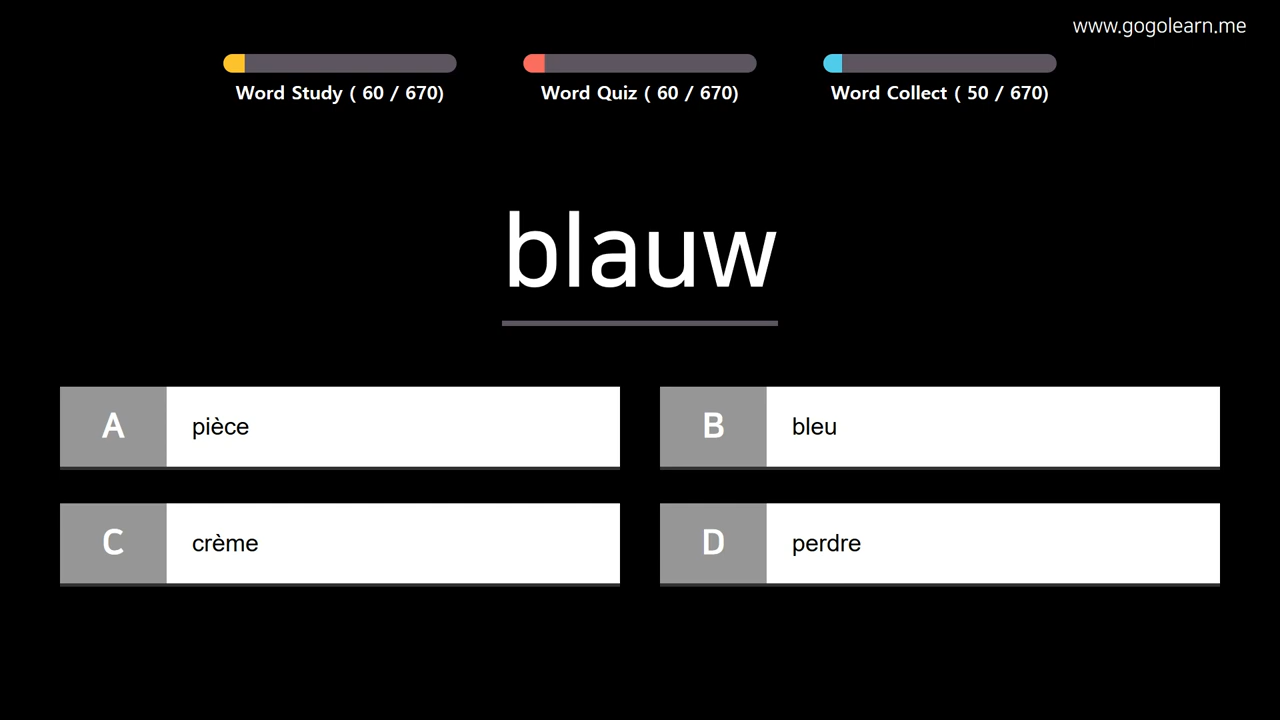 www.gogolearn.me
Word Study ( 60 / 670)
Word Quiz ( 60 / 670)
Word Collect ( 50 / 670)
blauw
A pièce
B bleu
C crème
D perdre